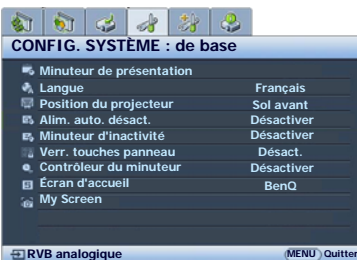 CONFIG. SYSTÈME : de base
Minuteur de présentation
Langue Français
Position du projecteur Sol avant
Alim. auto. désact. Désactiver
Minuteur d'inactivité Désactiver
Verr. touches panneau Désact.
Contrôleur du minuteur Désactiver
Écran d'accueil BenQ
My Screen
RVB analogique MENU Quitter